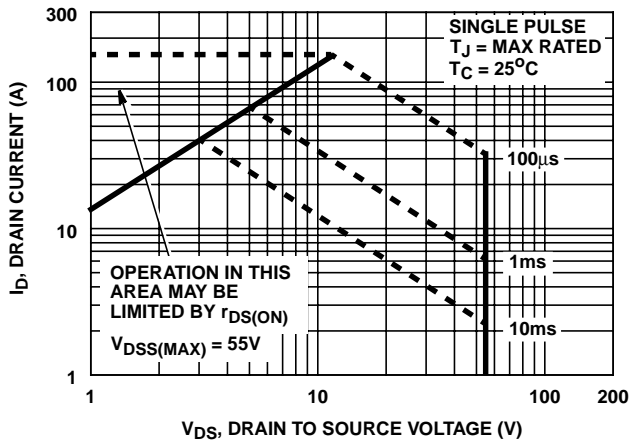 300
100
10
1
I_D, DRAIN CURRENT (A)
SINGLE PULSE
T_J = MAX RATED
T_C = 25°C
100µs
1ms
10ms
OPERATION IN THIS
AREA MAY BE
LIMITED BY r_DS(ON)
V_DSS(MAX) = 55V
1
10
100
200
V_DS, DRAIN TO SOURCE VOLTAGE (V)